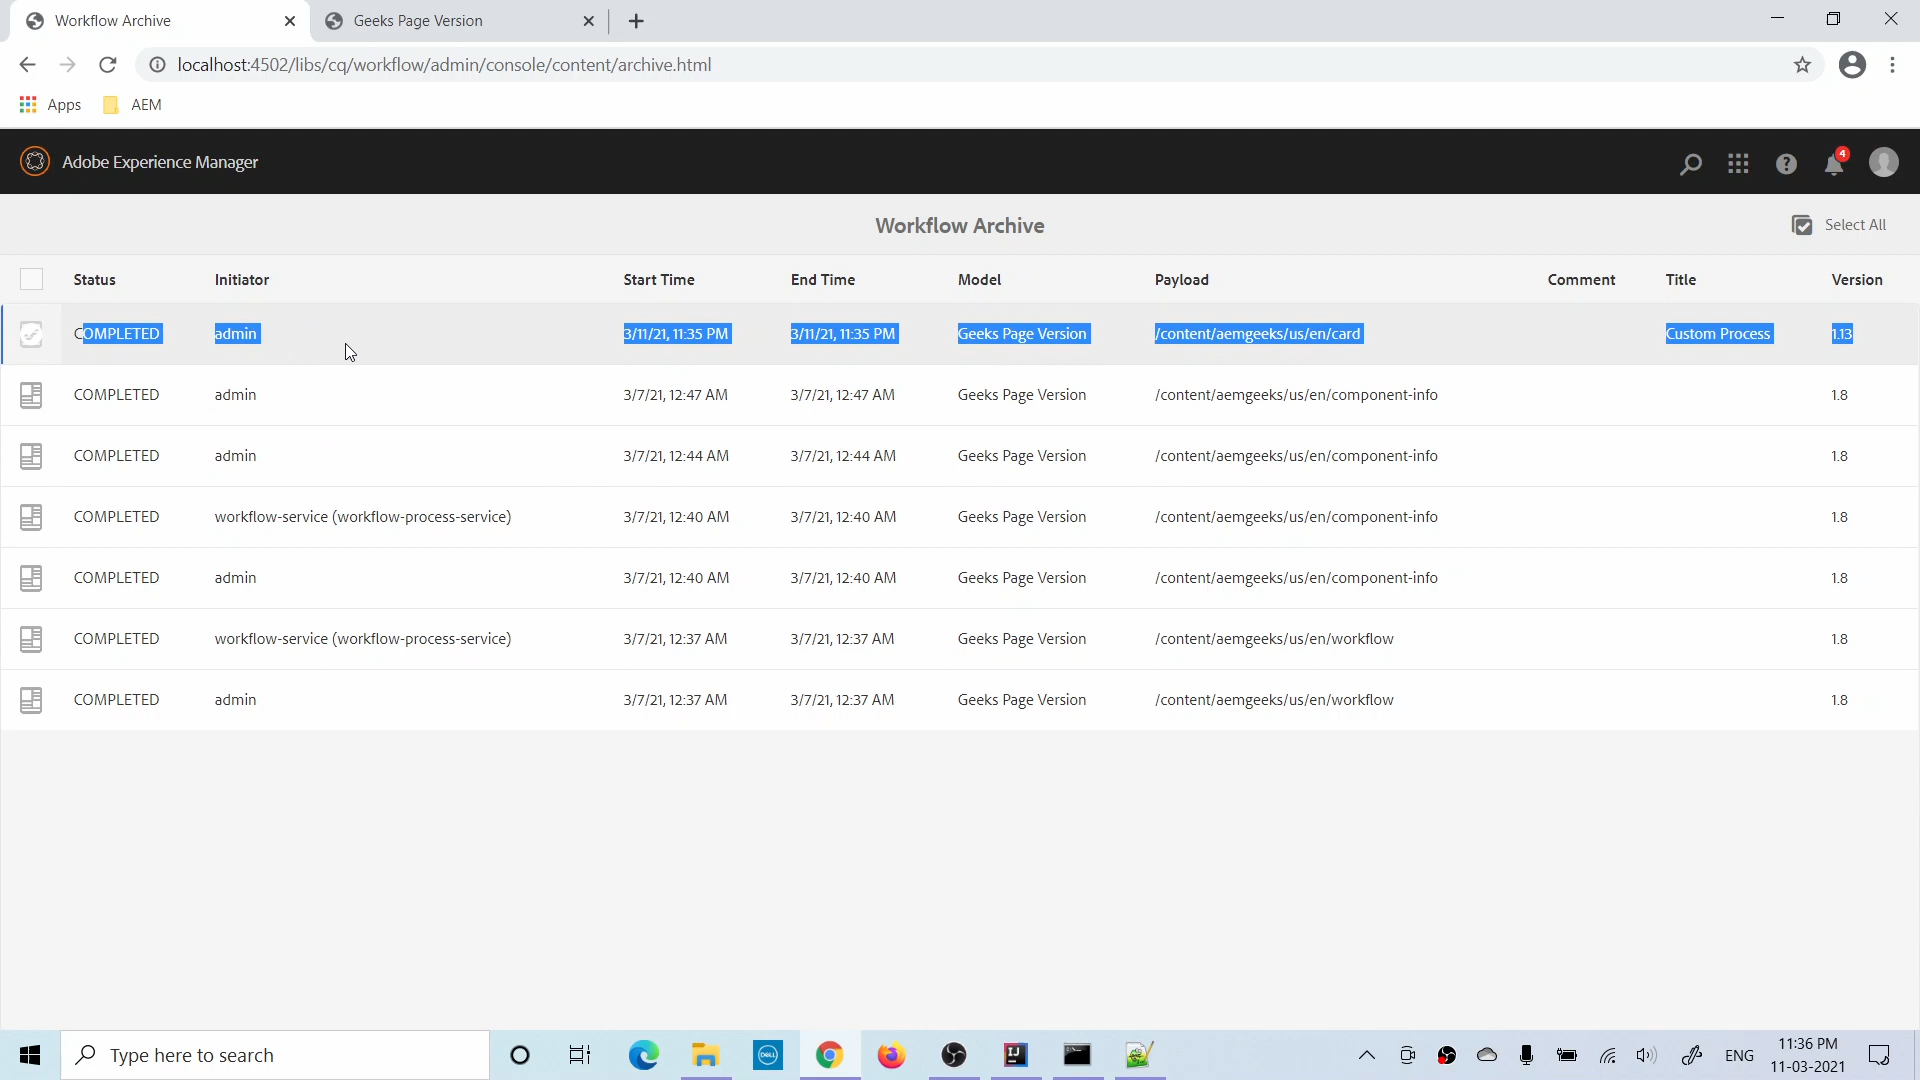 Workflow Archive
Geeks Page Version
localhost:4502/libs/cq/workflow/admin/console/content/archive.html
Apps
AEM
Adobe Experience Manager
4
Workflow Archive
Select All
Status Initiator Start Time End Time Model Payload Comment Title Version
COMPLETED admin 3/11/21, 11:35 PM 3/11/21, 11:35 PM Geeks Page Version /content/aemgeeks/us/en/card Custom Process 1.13
COMPLETED admin 3/7/21, 12:47 AM 3/7/21, 12:47 AM Geeks Page Version /content/aemgeeks/us/en/component-info 1.8
COMPLETED admin 3/7/21, 12:44 AM 3/7/21, 12:44 AM Geeks Page Version /content/aemgeeks/us/en/component-info 1.8
COMPLETED workflow-service (workflow-process-service) 3/7/21, 12:40 AM 3/7/21, 12:40 AM Geeks Page Version /content/aemgeeks/us/en/component-info 1.8
COMPLETED admin 3/7/21, 12:40 AM 3/7/21, 12:40 AM Geeks Page Version /content/aemgeeks/us/en/component-info 1.8
COMPLETED workflow-service (workflow-process-service) 3/7/21, 12:37 AM 3/7/21, 12:37 AM Geeks Page Version /content/aemgeeks/us/en/workflow 1.8
COMPLETED admin 3/7/21, 12:37 AM 3/7/21, 12:37 AM Geeks Page Version /content/aemgeeks/us/en/workflow 1.8
Type here to search
DELL
IJ
ENG
11:36 PM
11-03-2021